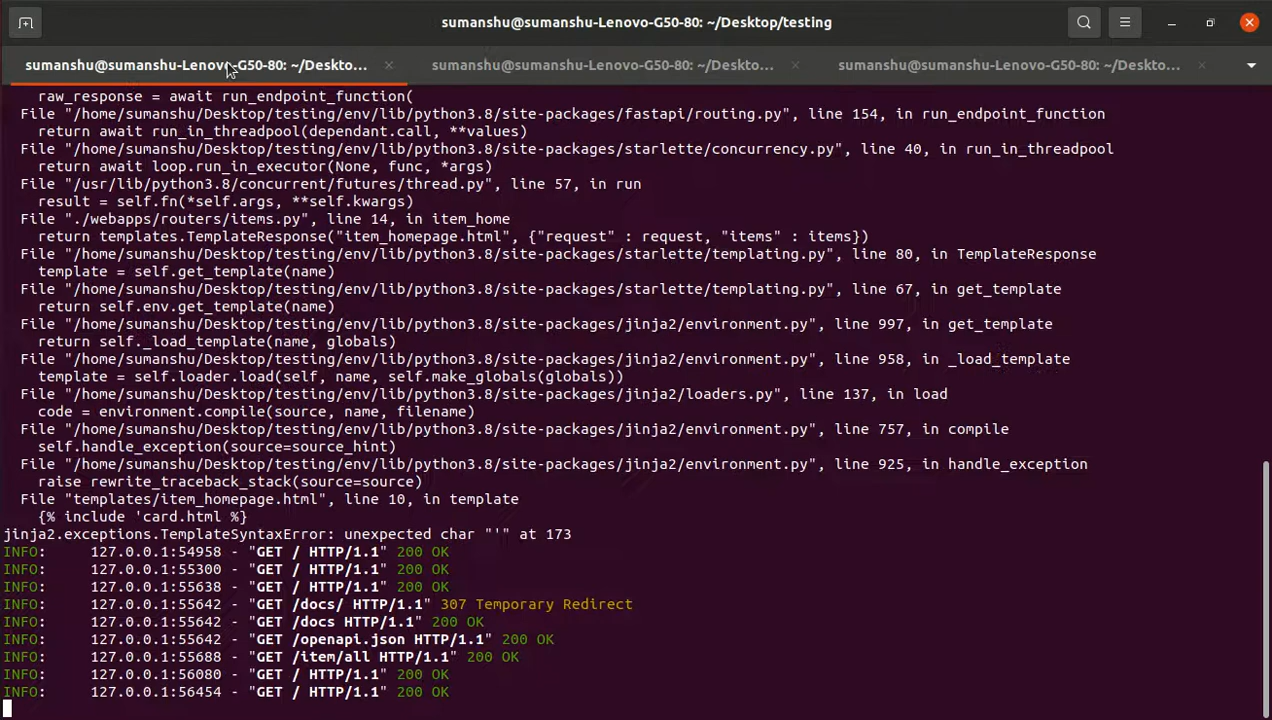 sumanshu@sumanshu-Lenovo-G50-80: ~/Desktop/testing
sumanshu@sumanshu-Lenovo-G50-80: ~/Deskto...
sumanshu@sumanshu-Lenovo-G50-80: ~/Deskto...
sumanshu@sumanshu-Lenovo-G50-80: ~/Deskto...
raw_response = await run_endpoint_function(
File "/home/sumanshu/Desktop/testing/env/lib/python3.8/site-packages/fastapi/routing.py", line 154, in run_endpoint_function
return await run_in_threadpool(dependant.call, **values)
File "/home/sumanshu/Desktop/testing/env/lib/python3.8/site-packages/starlette/concurrency.py", line 40, in run_in_threadpool
return await loop.run_in_executor(None, func, *args)
File "/usr/lib/python3.8/concurrent/futures/thread.py", line 57, in run
result = self.fn(*self.args, **self.kwargs)
File "./webapps/routers/items.py", line 14, in item_home
return templates.TemplateResponse("item_homepage.html", {"request" : request, "items" : items})
File "/home/sumanshu/Desktop/testing/env/lib/python3.8/site-packages/starlette/templating.py", line 80, in TemplateResponse
template = self.get_template(name)
File "/home/sumanshu/Desktop/testing/env/lib/python3.8/site-packages/starlette/templating.py", line 67, in get_template
return self.env.get_template(name)
File "/home/sumanshu/Desktop/testing/env/lib/python3.8/site-packages/jinja2/environment.py", line 997, in get_template
return self._load_template(name, globals)
File "/home/sumanshu/Desktop/testing/env/lib/python3.8/site-packages/jinja2/environment.py", line 958, in _load_template
template = self.loader.load(self, name, self.make_globals(globals))
File "/home/sumanshu/Desktop/testing/env/lib/python3.8/site-packages/jinja2/loaders.py", line 137, in load
code = environment.compile(source, name, filename)
File "/home/sumanshu/Desktop/testing/env/lib/python3.8/site-packages/jinja2/environment.py", line 757, in compile
self.handle_exception(source=source_hint)
File "/home/sumanshu/Desktop/testing/env/lib/python3.8/site-packages/jinja2/environment.py", line 925, in handle_exception
raise rewrite_traceback_stack(source=source)
File "templates/item_homepage.html", line 10, in template
{% include 'card.html %}
jinja2.exceptions.TemplateSyntaxError: unexpected char "'" at 173
INFO: 127.0.0.1:54958 - "GET / HTTP/1.1" 200 OK
INFO: 127.0.0.1:55300 - "GET / HTTP/1.1" 200 OK
INFO: 127.0.0.1:55638 - "GET / HTTP/1.1" 200 OK
INFO: 127.0.0.1:55642 - "GET /docs/ HTTP/1.1" 307 Temporary Redirect
INFO: 127.0.0.1:55642 - "GET /docs HTTP/1.1" 200 OK
INFO: 127.0.0.1:55642 - "GET /openapi.json HTTP/1.1" 200 OK
INFO: 127.0.0.1:55688 - "GET /item/all HTTP/1.1" 200 OK
INFO: 127.0.0.1:56080 - "GET / HTTP/1.1" 200 OK
INFO: 127.0.0.1:56454 - "GET / HTTP/1.1" 200 OK